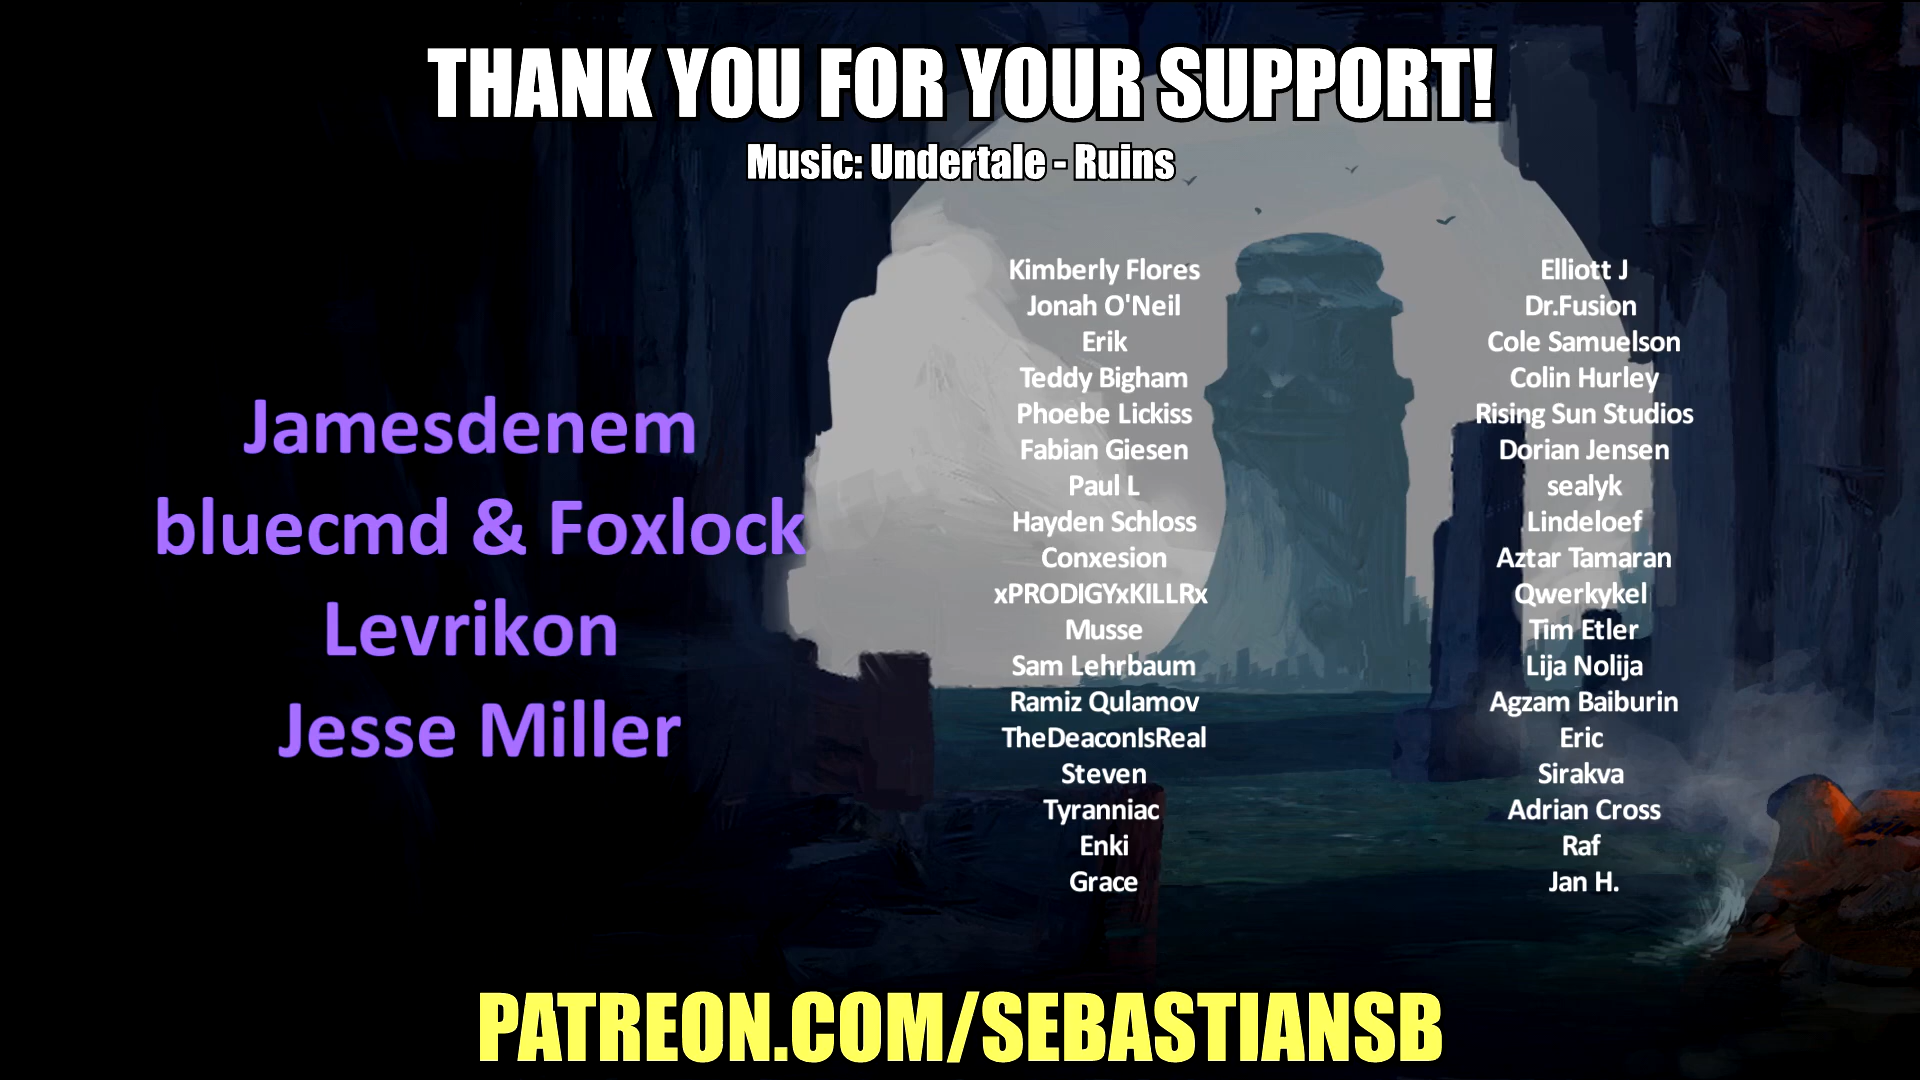 THANK YOU FOR YOUR SUPPORT!
Music: Undertale - Ruins
Jamesdenem
bluecmd & Foxlock
Levrikon
Jesse Miller
Kimberly Flores
Jonah O'Neil
Erik
Teddy Bigham
Phoebe Lickiss
Fabian Giesen
Paul L
Hayden Schloss
Conxesion
xPRODIGYxKILLRx
Musse
Sam Lehrbaum
Ramiz Qulamov
TheDeaconIsReal
Steven
Tyranniac
Enki
Grace
Elliott J
Dr.Fusion
Cole Samuelson
Colin Hurley
Rising Sun Studios
Dorian Jensen
sealyk
Lindeloef
Aztar Tamaran
Qwerkykel
Tim Etler
Lija Nolija
Agzam Baiburin
Eric
Sirakva
Adrian Cross
Raf
Jan H.
PATREON.COM/SEBASTIANSB